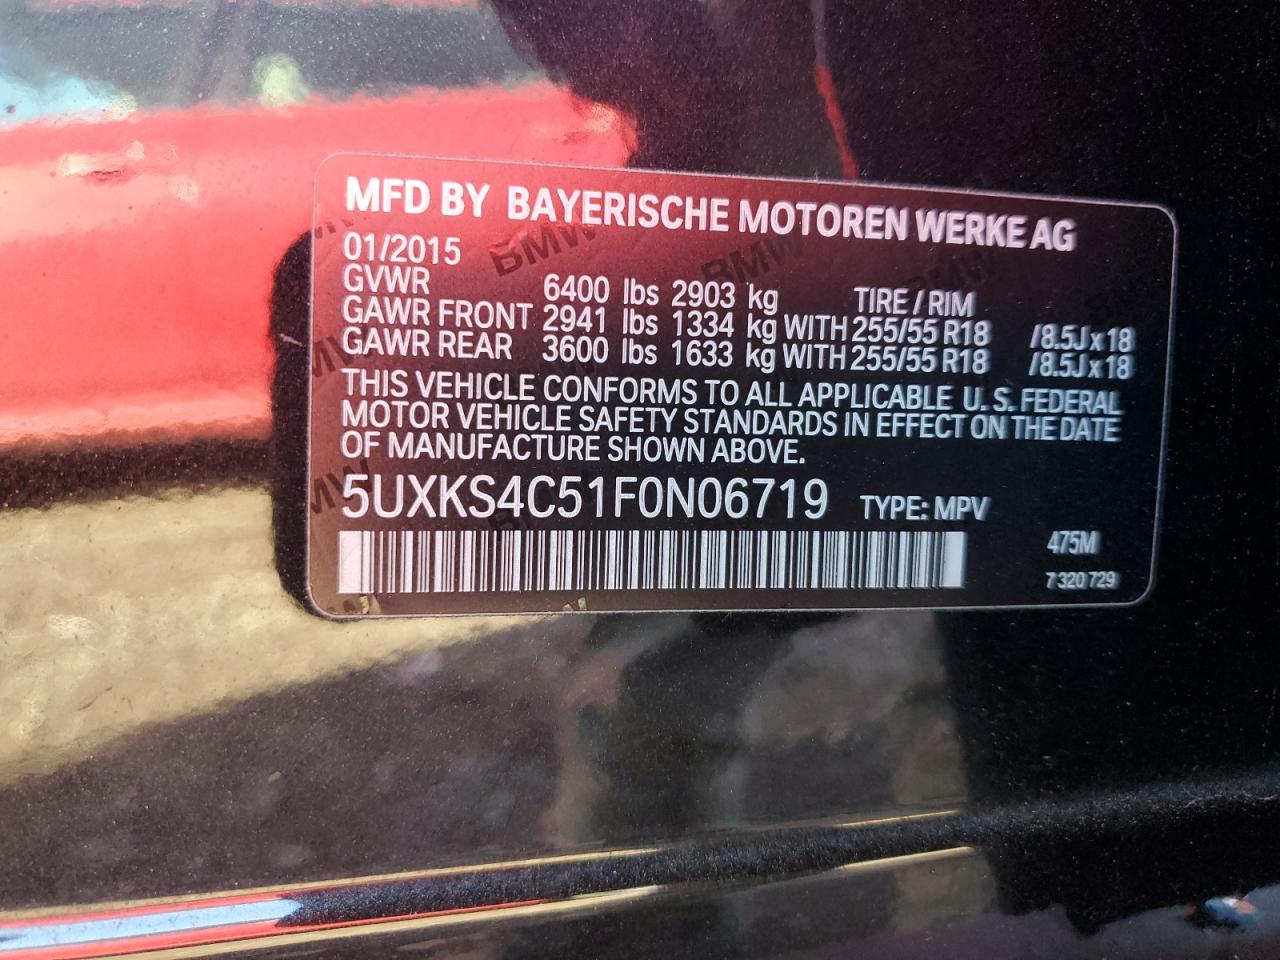 MFD BY BAYERISCHE MOTOREN WERKE AG
01/2015
GVWR 6400 lbs 2903 kg TIRE / RIM
GAWR FRONT 2941 lbs 1334 kg WITH 255/55 R18 /8.5J x 18
GAWR REAR 3600 lbs 1633 kg WITH 255/55 R18 /8.5J x 18
THIS VEHICLE CONFORMS TO ALL APPLICABLE U.S. FEDERAL
MOTOR VEHICLE SAFETY STANDARDS IN EFFECT ON THE DATE
OF MANUFACTURE SHOWN ABOVE.
5UXKS4C51F0N06719 TYPE: MPV
475M
7 320 729